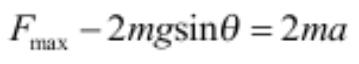 F_max − 2mgsinθ = 2ma